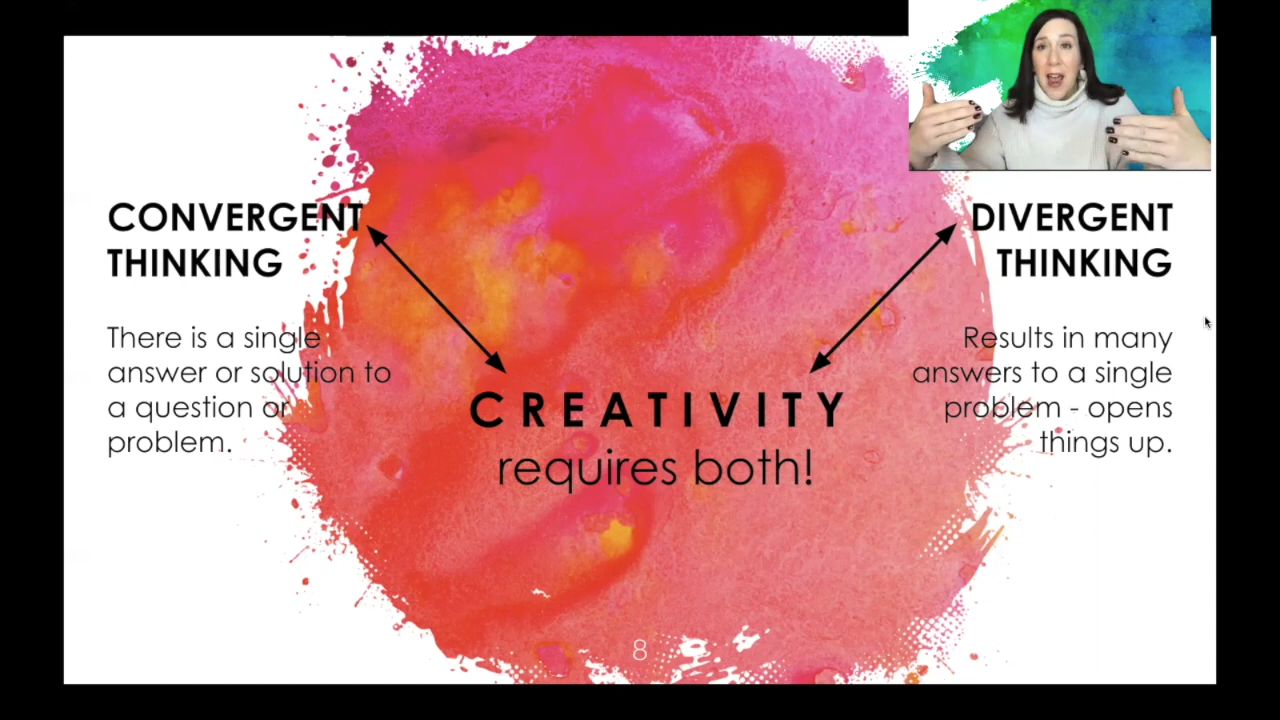 CONVERGENT
THINKING
There is a single
answer or solution to
a question or
problem.
DIVERGENT
THINKING
Results in many
answers to a single
problem - opens
things up.
CREATIVITY
requires both!
8